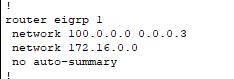 !
router eigrp 1
 network 100.0.0.0 0.0.0.3
 network 172.16.0.0
 no auto-summary
!